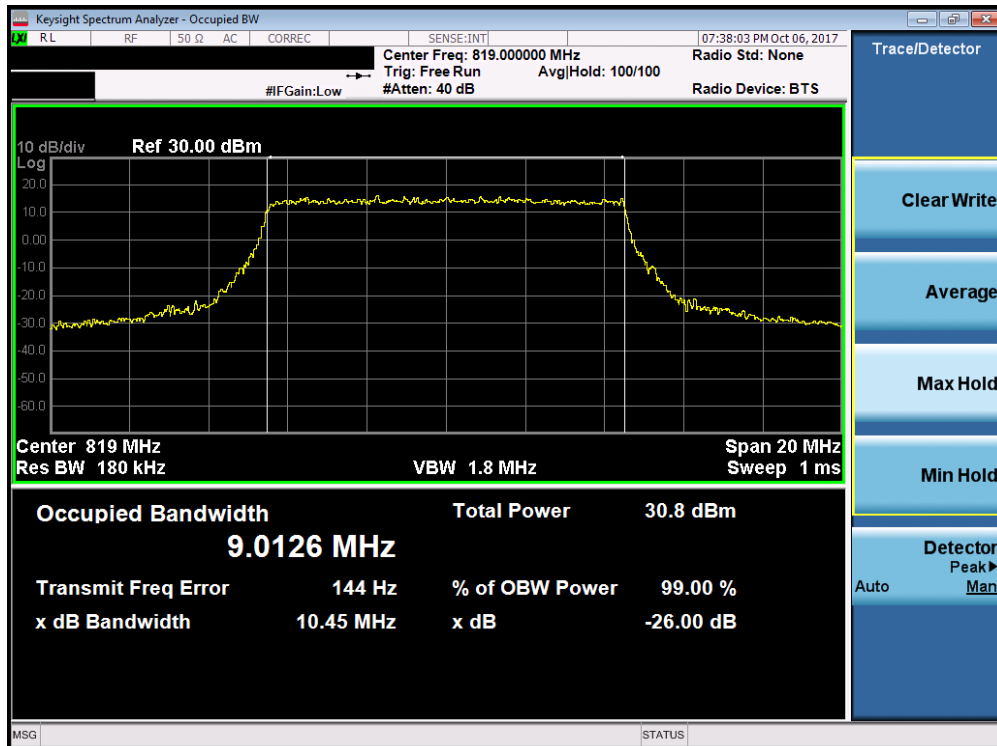 Keysight Spectrum Analyzer - Occupied BW
LXI RL RF 50 Ω AC CORREC SENSE:INT 07:38:03 PM Oct 06, 2017
Center Freq: 819.000000 MHz Radio Std: None
Trig: Free Run Avg|Hold: 100/100
#IFGain:Low #Atten: 40 dB Radio Device: BTS
10 dB/div Ref 30.00 dBm
Log
20.0
10.0
0.00
-10.0
-20.0
-30.0
-40.0
-50.0
-60.0
Center 819 MHz Span 20 MHz
Res BW 180 kHz VBW 1.8 MHz Sweep 1 ms
Occupied Bandwidth Total Power 30.8 dBm
9.0126 MHz
Transmit Freq Error 144 Hz % of OBW Power 99.00 %
x dB Bandwidth 10.45 MHz x dB -26.00 dB
MSG STATUS
Trace/Detector
Clear Write
Average
Max Hold
Min Hold
Detector
Peak▶
Auto Man